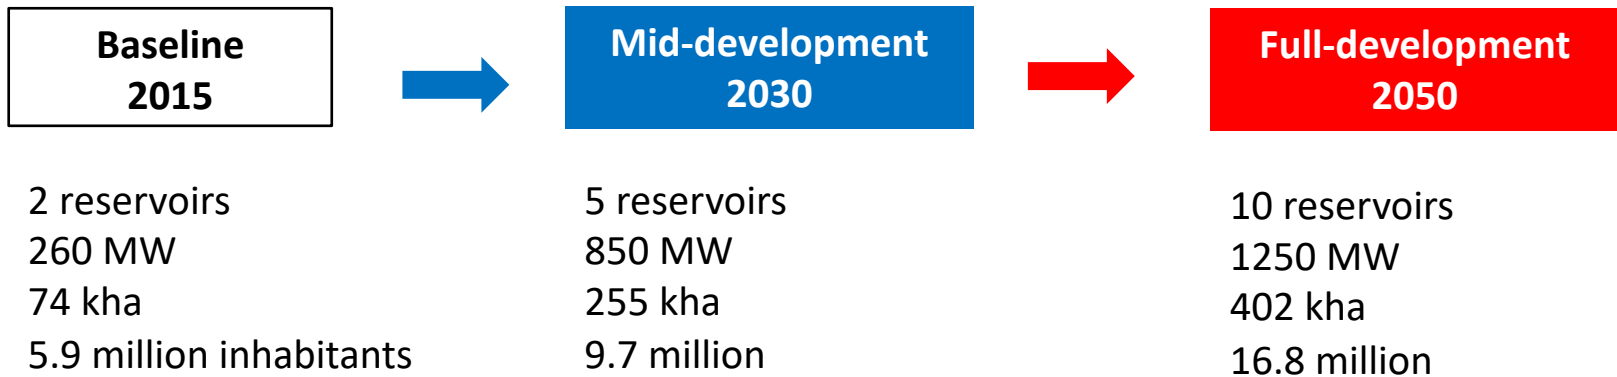 Baseline
2015
2 reservoirs
260 MW
74 kha
5.9 million inhabitants
Mid-development
2030
5 reservoirs
850 MW
255 kha
9.7 million
Full-development
2050
10 reservoirs
1250 MW
402 kha
16.8 million